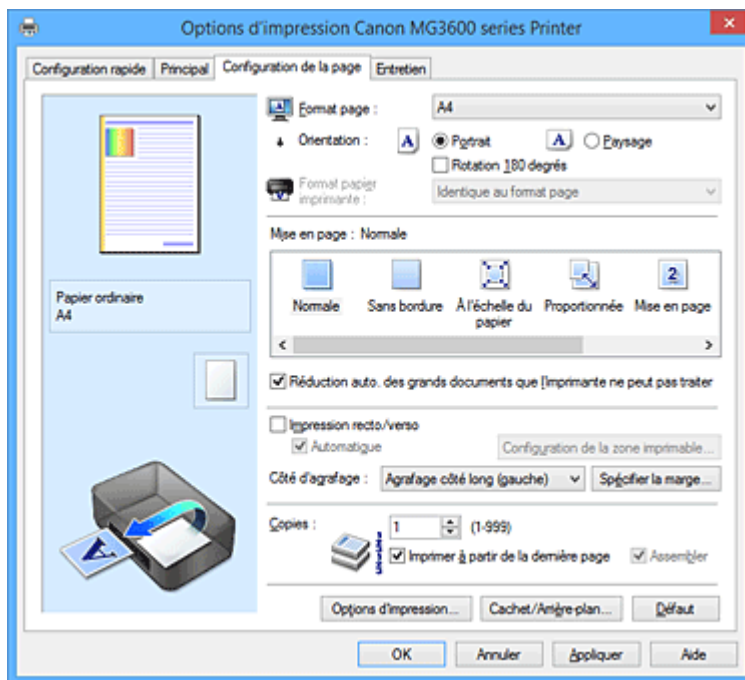 Options d'impression Canon MG3600 series Printer
Configuration rapide Principal Configuration de la page Entretien
Format page : A4
Orientation : A Portrait A Paysage
Rotation 180 degrés
Format papier imprimante : Identique au format page
Mise en page : Normale
Normale Sans bordure À l'échelle du papier Proportionnée Mise en page
Papier ordinaire
A4
Réduction auto. des grands documents que l'imprimante ne peut pas traiter
Impression recto/verso
Automatique Configuration de la zone imprimable...
Côté d'agrafage : Agrafage côté long (gauche) Spécifier la marge...
Copies : 1 (1-999)
Imprimer à partir de la dernière page Assembler
Options d'impression... Cachet/Arrière-plan... Défaut
OK Annuler Appliquer Aide